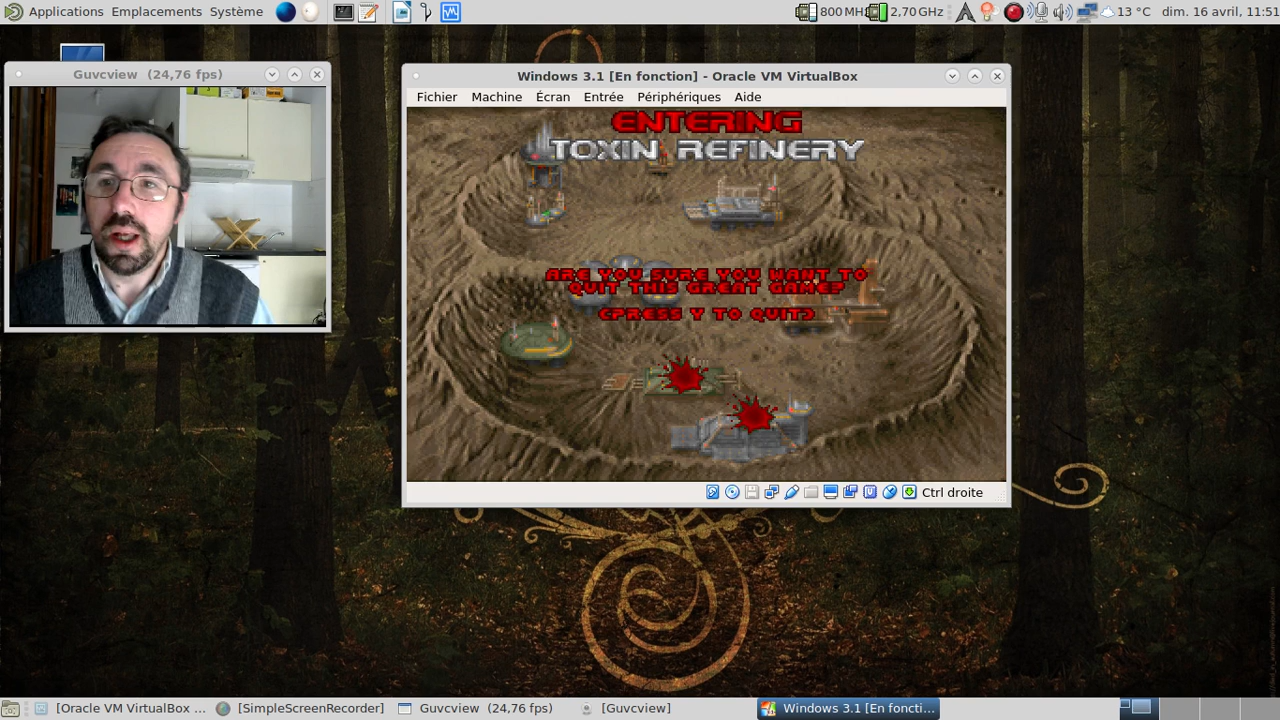 Applications Emplacements Système 800 MH 2,70 GHz 13 °C dim. 16 avril, 11:51
Guvcview (24,76 fps)
Windows 3.1 [En fonction] - Oracle VM VirtualBox
Fichier Machine Écran Entrée Périphériques Aide
ENTERING
TOXIN REFINERY
ARE YOU SURE YOU WANT TO
QUIT THIS GREAT GAME?
(PRESS Y TO QUIT)
Ctrl droite
[Oracle VM VirtualBox ... [SimpleScreenRecorder] Guvcview (24,76 fps) [Guvcview] Windows 3.1 [En foncti...